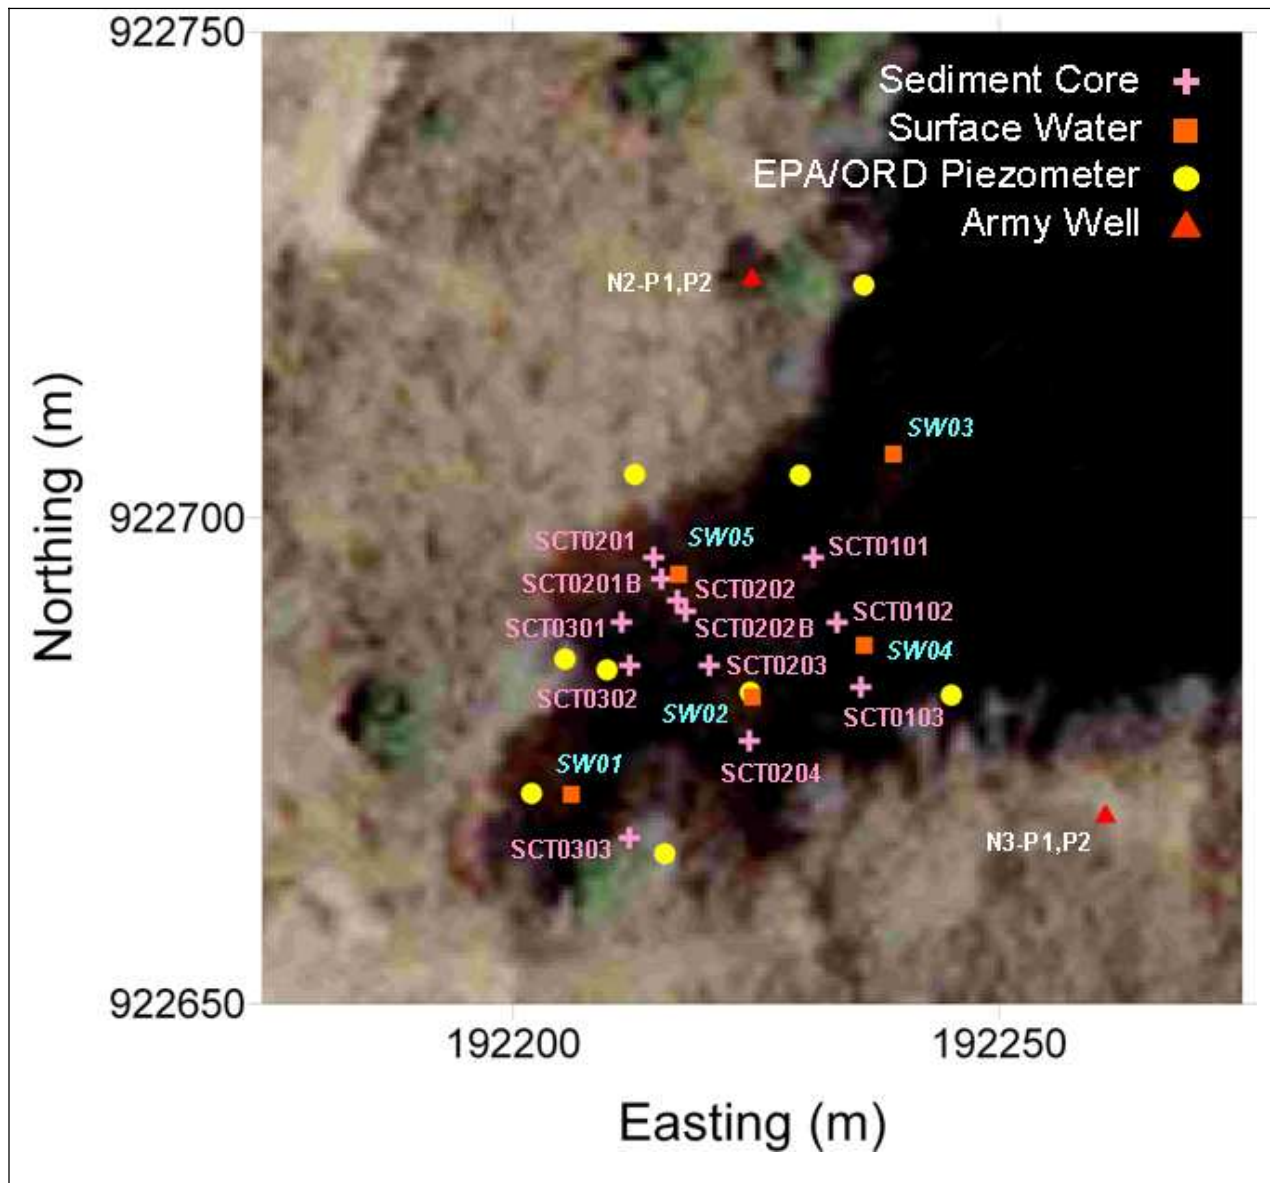 922750
Sediment Core
Surface Water
EPA/ORD Piezometer
Army Well
N2-P1,P2
SW03
922700
SCT0201
SW05
SCT0101
SCT0201B
SCT0202
SCT0102
SCT0301
SCT0202B
SW04
SCT0203
SCT0302
SW02
SCT0103
SW01
SCT0204
N3-P1,P2
SCT0303
922650
192200
192250
Northing (m)
Easting (m)